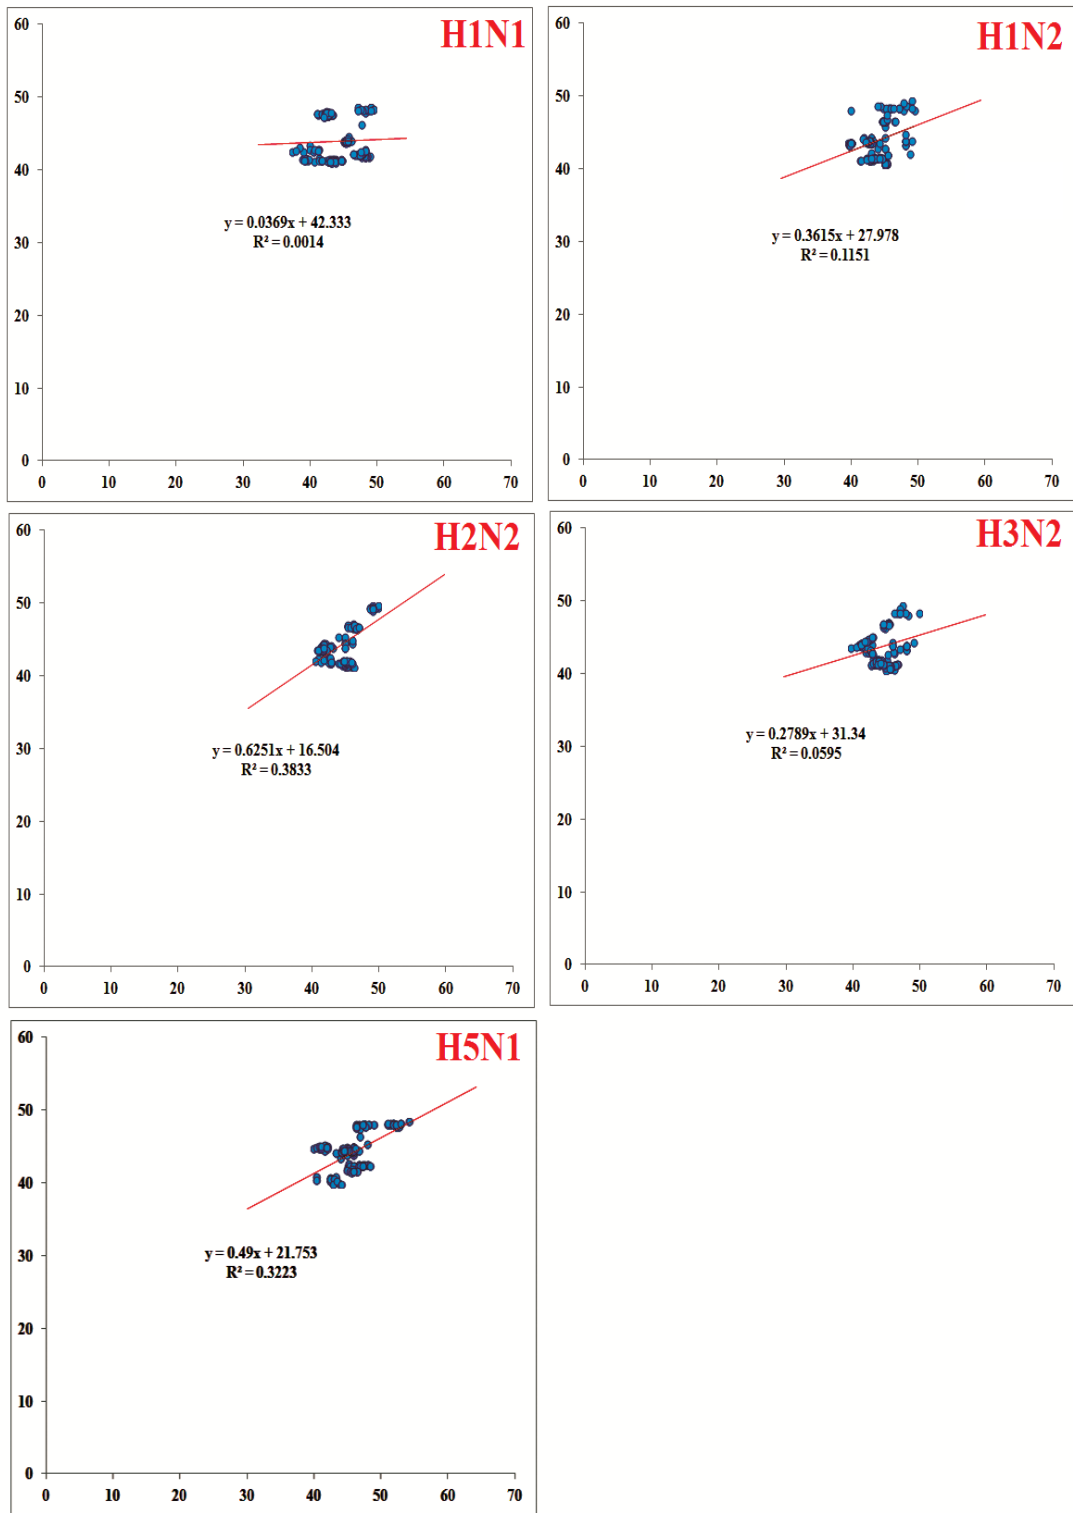 H1N1
60
50
40
30
20
10
0
y = 0.0369x + 42.333
R² = 0.0014
0 10 20 30 40 50 60 70
H1N2
60
50
40
30
20
10
0
y = 0.3615x + 27.978
R² = 0.1151
0 10 20 30 40 50 60 70
H2N2
60
50
40
30
20
10
0
y = 0.6251x + 16.504
R² = 0.3833
0 10 20 30 40 50 60 70
H3N2
60
50
40
30
20
10
0
y = 0.2789x + 31.34
R² = 0.0595
0 10 20 30 40 50 60 70
H5N1
60
50
40
30
20
10
0
y = 0.49x + 21.753
R² = 0.3223
0 10 20 30 40 50 60 70